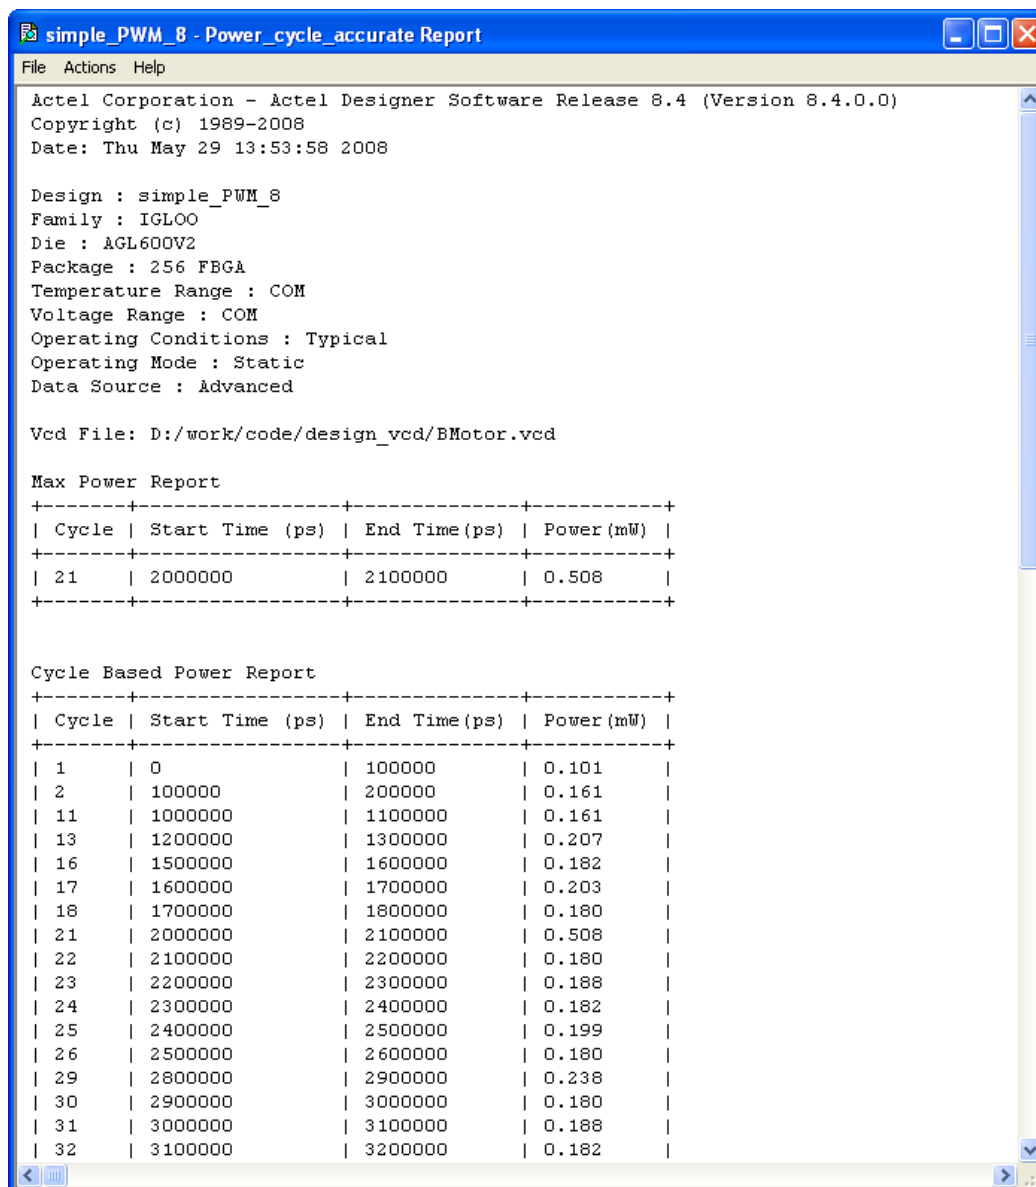 simple_PWM_8 - Power_cycle_accurate Report
File Actions Help
Actel Corporation - Actel Designer Software Release 8.4 (Version 8.4.0.0)
Copyright (c) 1989-2008
Date: Thu May 29 13:53:58 2008
Design : simple_PWM_8
Family : IGLOO
Die : AGL600V2
Package : 256 FBGA
Temperature Range : COM
Voltage Range : COM
Operating Conditions : Typical
Operating Mode : Static
Data Source : Advanced
Vcd File: D:/work/code/design_vcd/BMotor.vcd
Max Power Report
+-------+-----------------+--------------+-----------+
| Cycle | Start Time (ps) | End Time(ps) | Power(mW) |
+-------+-----------------+--------------+-----------+
| 21 | 2000000 | 2100000 | 0.508 |
+-------+-----------------+--------------+-----------+
Cycle Based Power Report
+-------+-----------------+--------------+-----------+
| Cycle | Start Time (ps) | End Time(ps) | Power(mW) |
+-------+-----------------+--------------+-----------+
| 1 | 0 | 100000 | 0.101 |
| 2 | 100000 | 200000 | 0.161 |
| 11 | 1000000 | 1100000 | 0.161 |
| 13 | 1200000 | 1300000 | 0.207 |
| 16 | 1500000 | 1600000 | 0.182 |
| 17 | 1600000 | 1700000 | 0.203 |
| 18 | 1700000 | 1800000 | 0.180 |
| 21 | 2000000 | 2100000 | 0.508 |
| 22 | 2100000 | 2200000 | 0.180 |
| 23 | 2200000 | 2300000 | 0.188 |
| 24 | 2300000 | 2400000 | 0.182 |
| 25 | 2400000 | 2500000 | 0.199 |
| 26 | 2500000 | 2600000 | 0.180 |
| 29 | 2800000 | 2900000 | 0.238 |
| 30 | 2900000 | 3000000 | 0.180 |
| 31 | 3000000 | 3100000 | 0.188 |
| 32 | 3100000 | 3200000 | 0.182 |